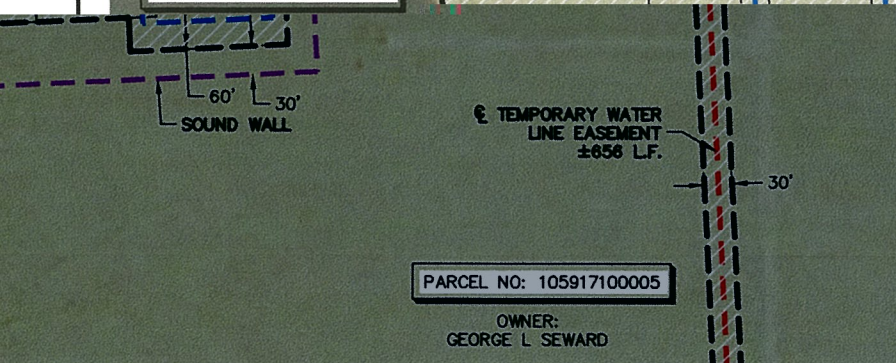 60'
30'
SOUND WALL
℄ TEMPORARY WATER
LINE EASEMENT
±656 L.F.
30'
PARCEL NO: 105917100005
OWNER:
GEORGE L SEWARD